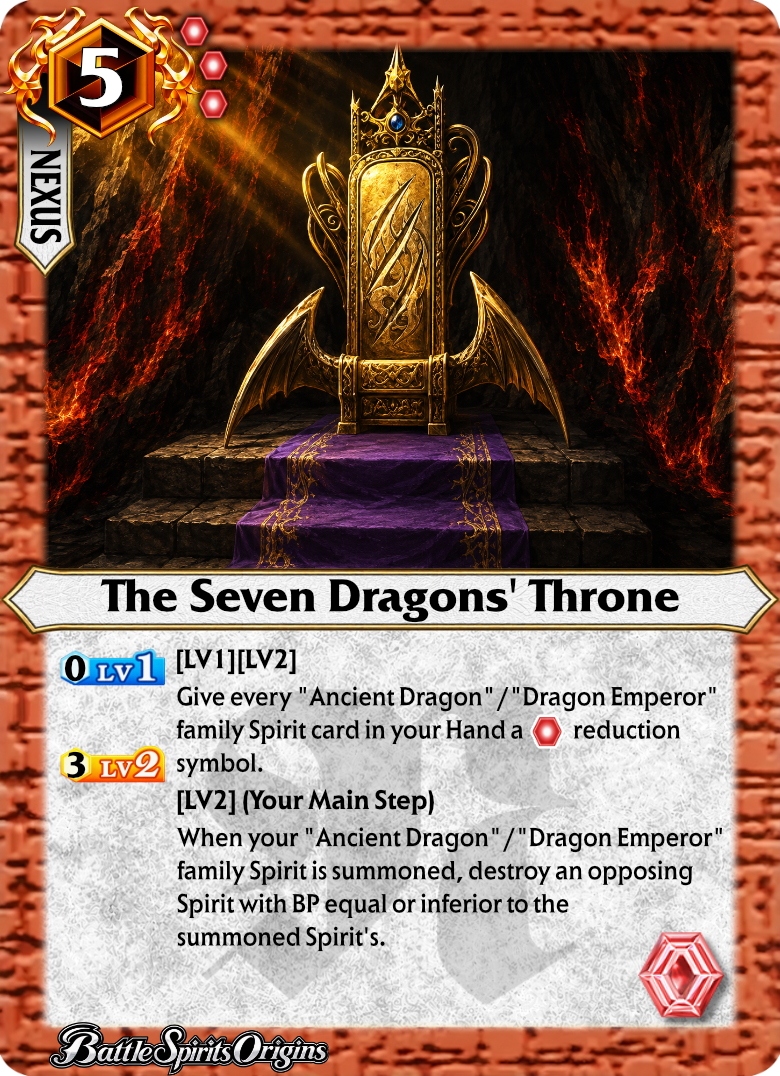 5
NEXUS
The Seven Dragons' Throne
0 LV1
[LV1][LV2]
Give every "Ancient Dragon"/"Dragon Emperor"
family Spirit card in your Hand a reduction
3 LV2
symbol.
[LV2] (Your Main Step)
When your "Ancient Dragon"/"Dragon Emperor"
family Spirit is summoned, destroy an opposing
Spirit with BP equal or inferior to the
summoned Spirit's.
Battle Spirits Origins